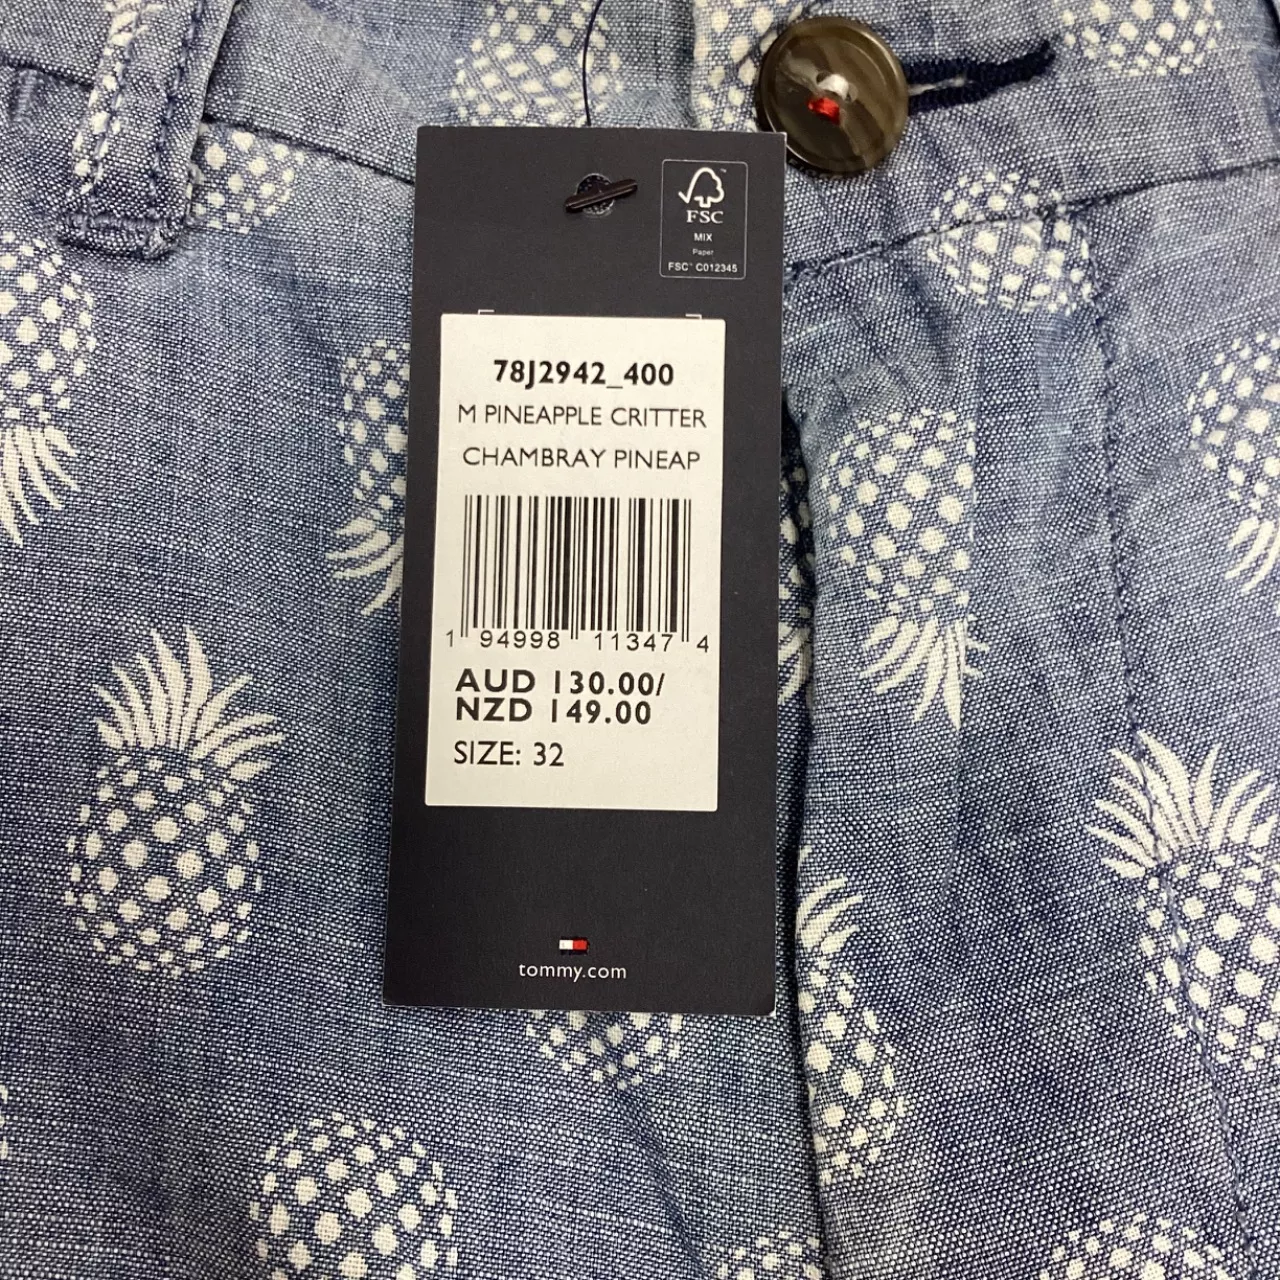 FSC
MIX
Paper
FSC™ C012345
78J2942_400
M PINEAPPLE CRITTER
CHAMBRAY PINEAP
1 94998 11347 4
AUD 130.00/
NZD 149.00
SIZE: 32
tommy.com